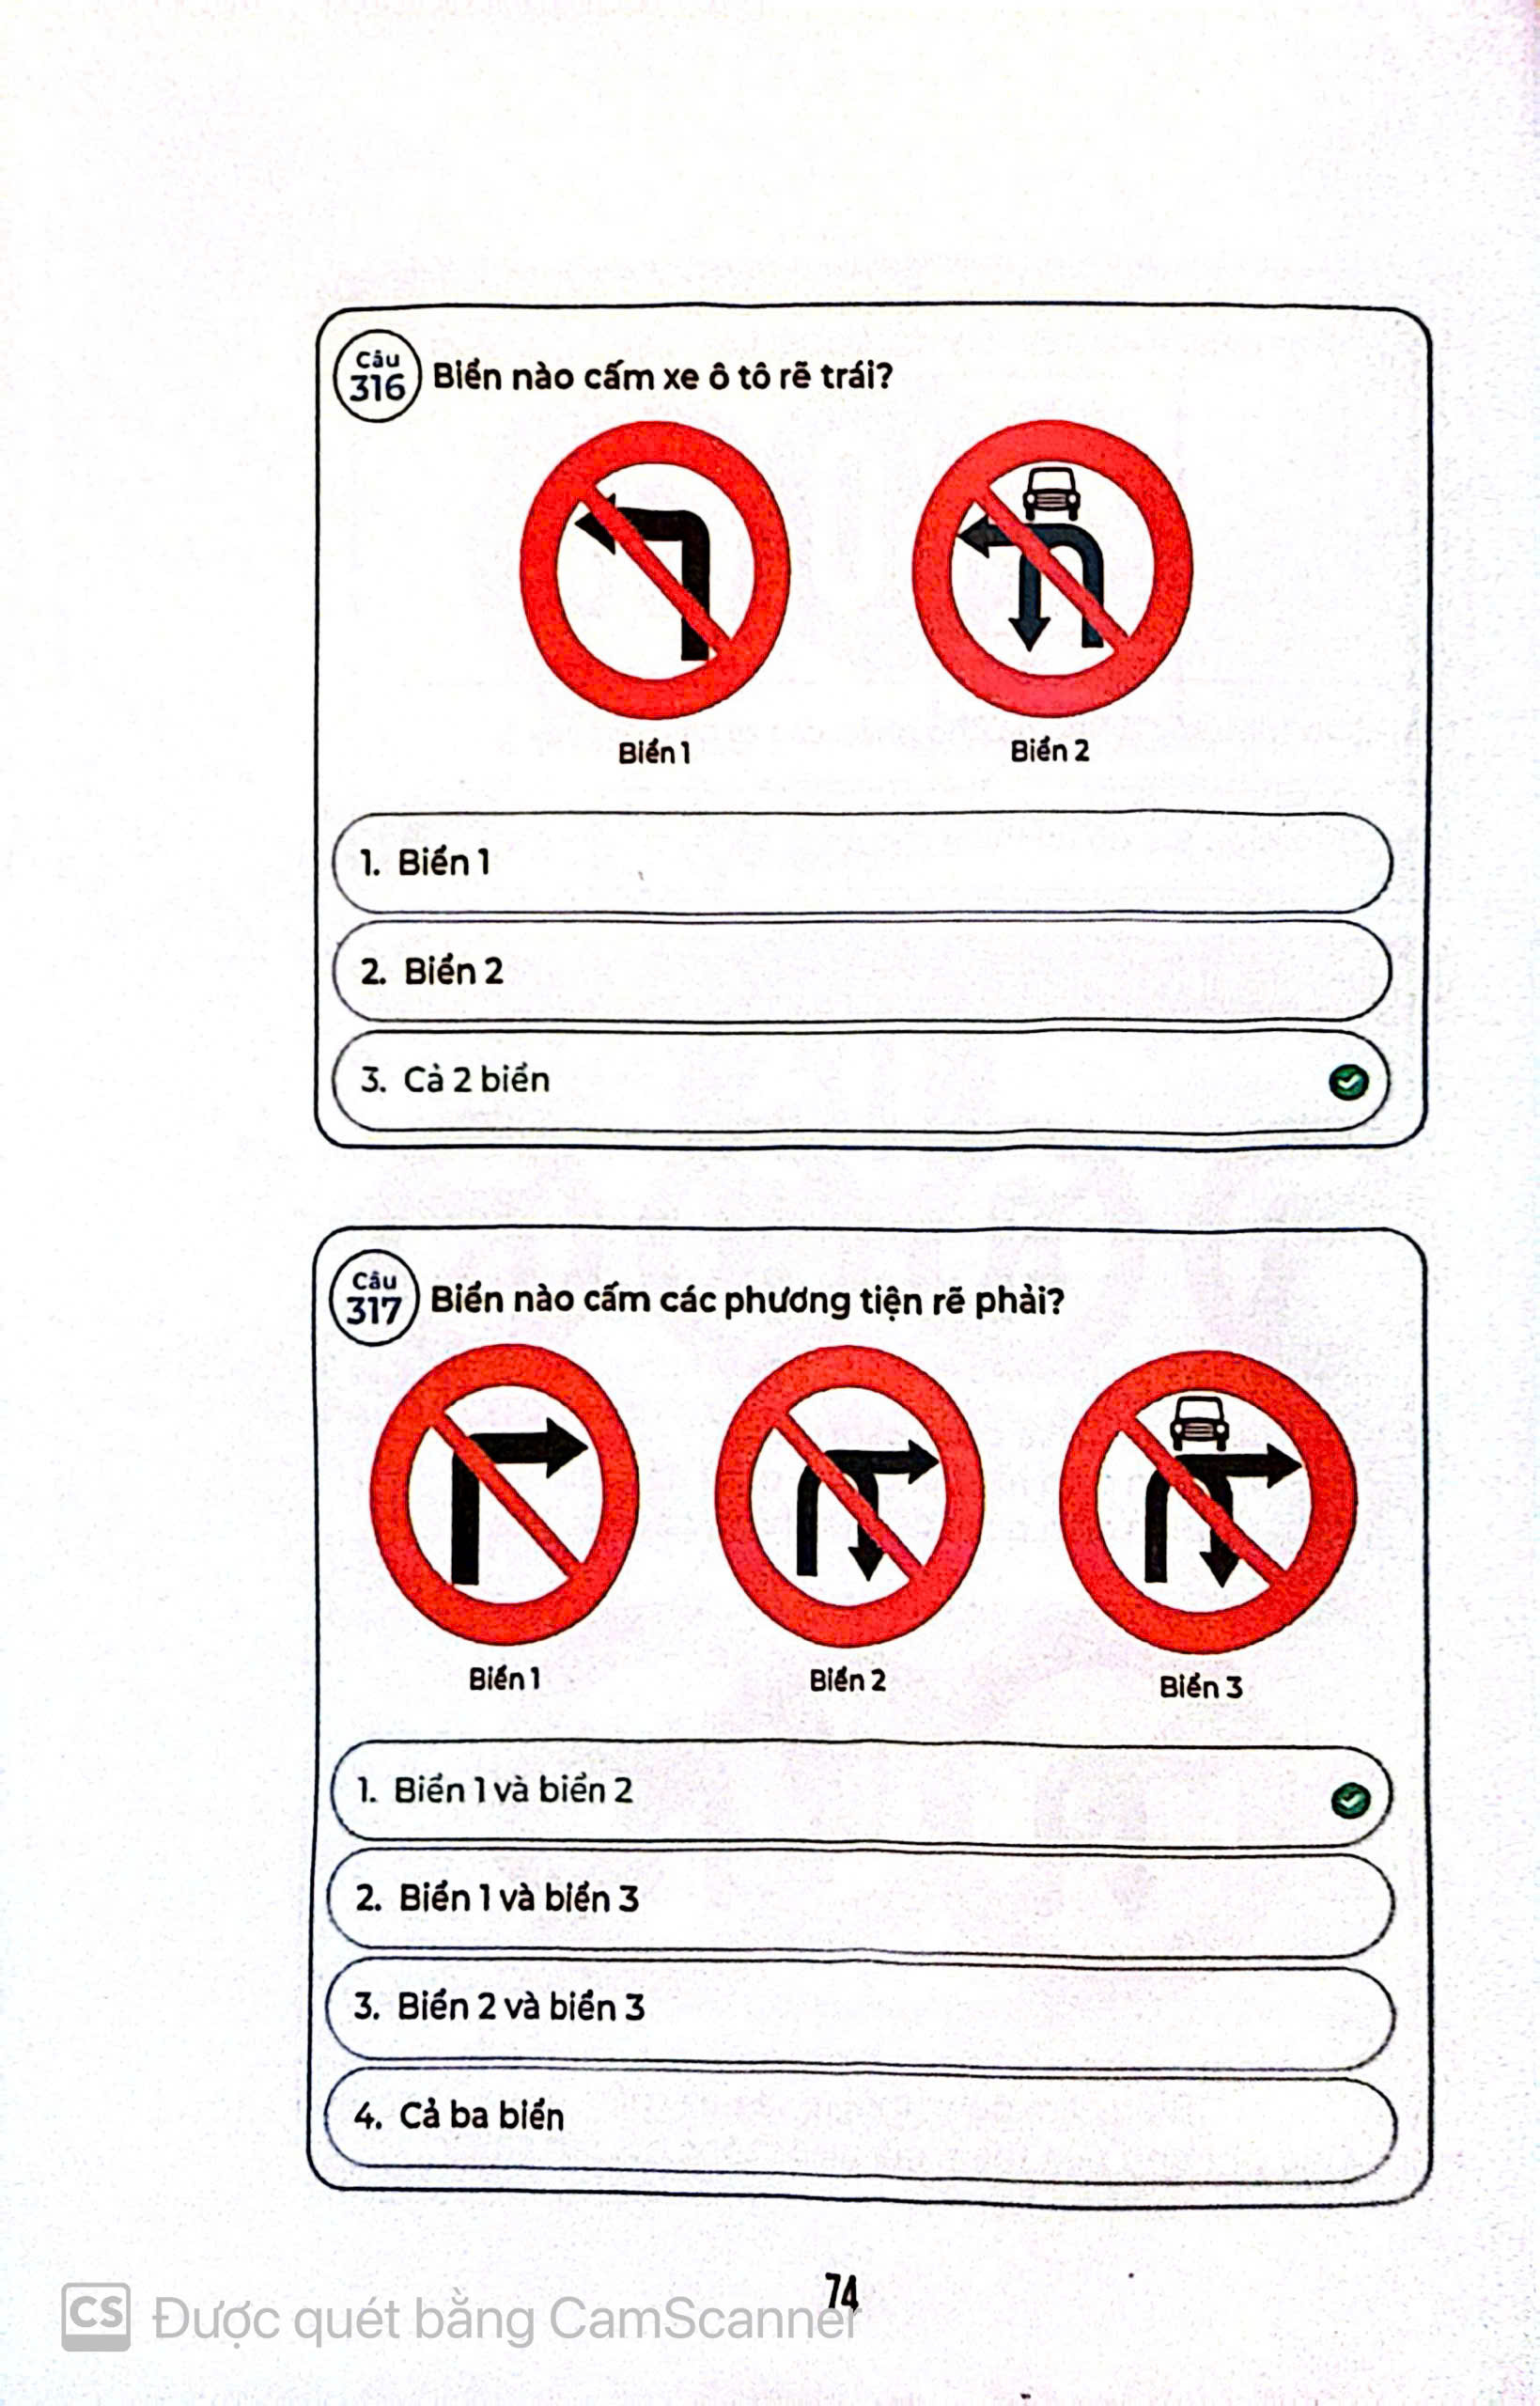 Câu
316
Biển nào cấm xe ô tô rẽ trái?
Biển 1
Biển 2
1. Biển 1
2. Biển 2
3. Cả 2 biển
Câu
317
Biển nào cấm các phương tiện rẽ phải?
Biển 1
Biển 2
Biển 3
1. Biển 1 và biển 2
2. Biển 1 và biển 3
3. Biển 2 và biển 3
4. Cả ba biển
74
CS Được quét bằng CamScanner